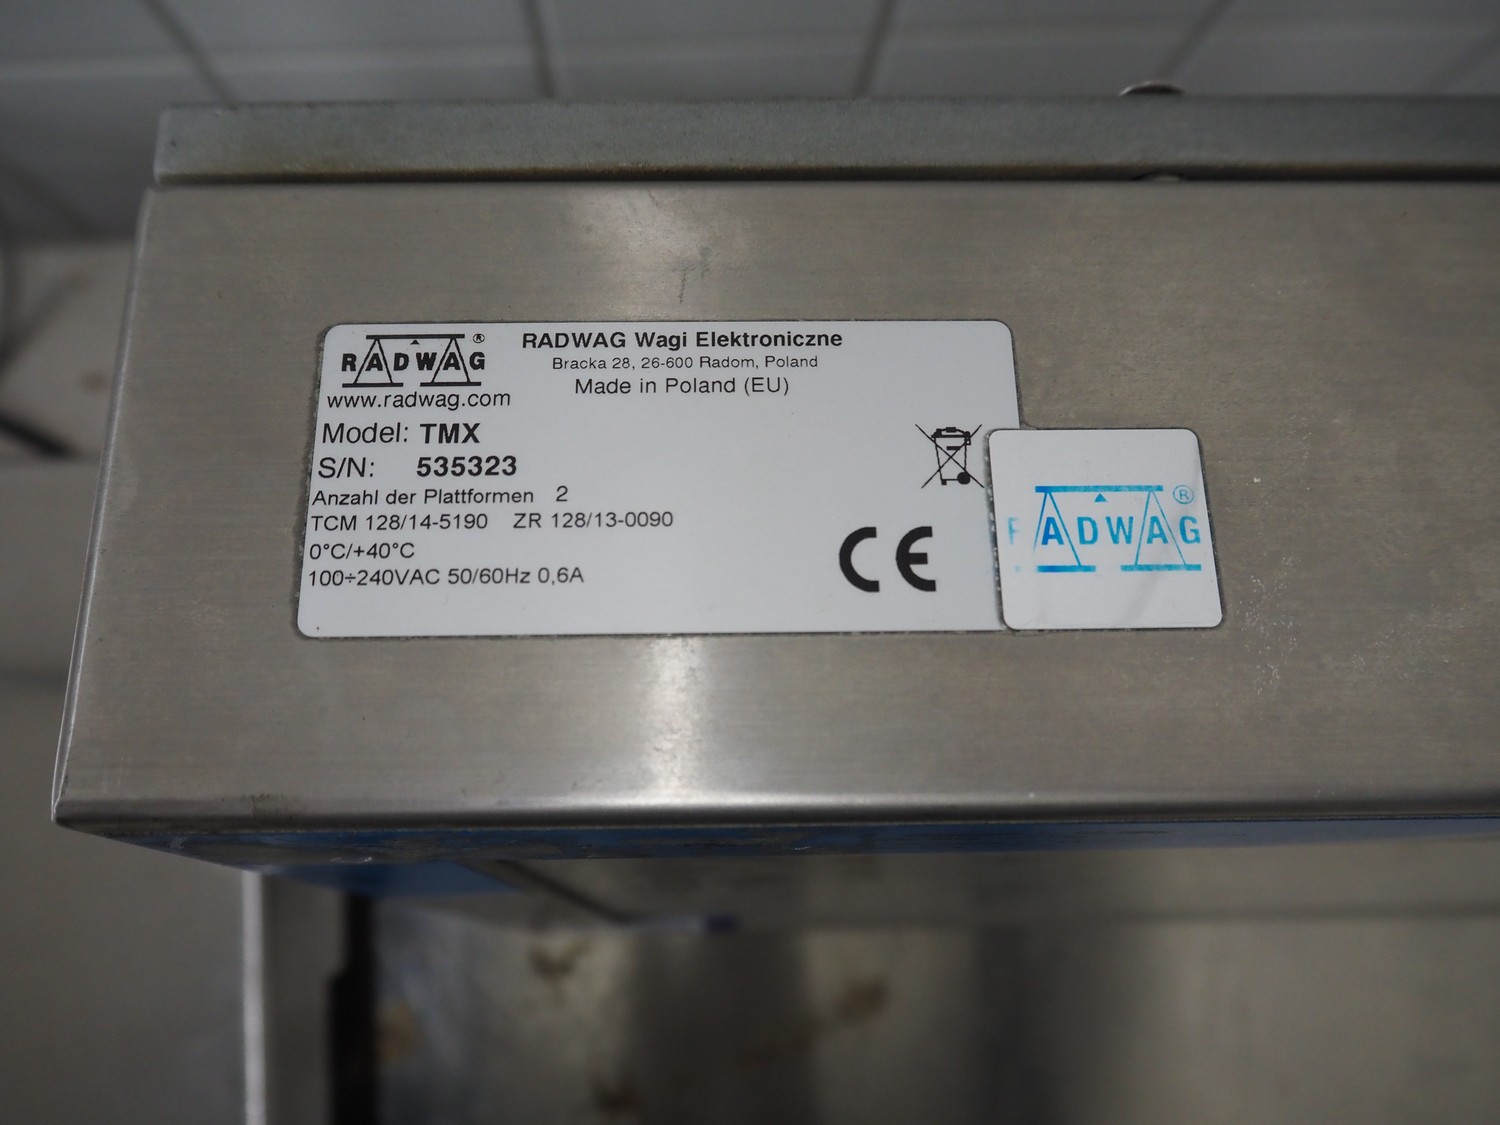 RADWAG®
www.radwag.com
RADWAG Wagi Elektroniczne
Bracka 28, 26-600 Radom, Poland
Made in Poland (EU)
Model: TMX
S/N: 535323
Anzahl der Plattformen 2
TCM 128/14-5190 ZR 128/13-0090
0°C/+40°C
100÷240VAC 50/60Hz 0,6A
CE
RADWAG®